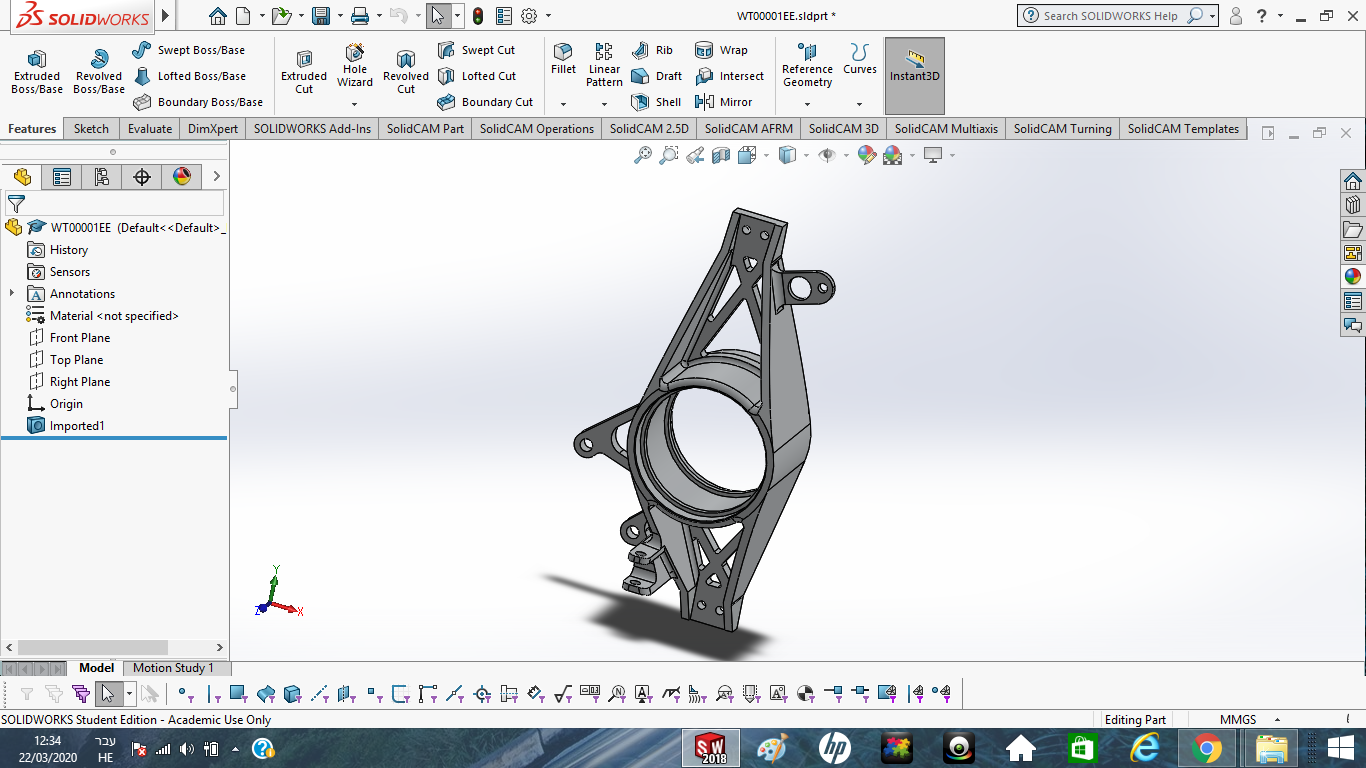 SOLIDWORKS
WT00001EE.sldprt *
Search SOLIDWORKS Help
?
Extruded Boss/Base
Revolved Boss/Base
Swept Boss/Base
Lofted Boss/Base
Boundary Boss/Base
Extruded Cut
Hole Wizard
Revolved Cut
Swept Cut
Lofted Cut
Boundary Cut
Fillet
Linear Pattern
Rib
Draft
Shell
Wrap
Intersect
Mirror
Reference Geometry
Curves
Instant3D
Features
Sketch
Evaluate
DimXpert
SOLIDWORKS Add-Ins
SolidCAM Part
SolidCAM Operations
SolidCAM 2.5D
SolidCAM AFRM
SolidCAM 3D
SolidCAM Multiaxis
SolidCAM Turning
SolidCAM Templates
WT00001EE (Default<<Default>_
History
Sensors
Annotations
Material <not specified>
Front Plane
Top Plane
Right Plane
Origin
Imported1
Y
Z
X
Model
Motion Study 1
SOLIDWORKS Student Edition - Academic Use Only
Editing Part
MMGS
12:34
22/03/2020
עבר
HE
SW
2018
hp